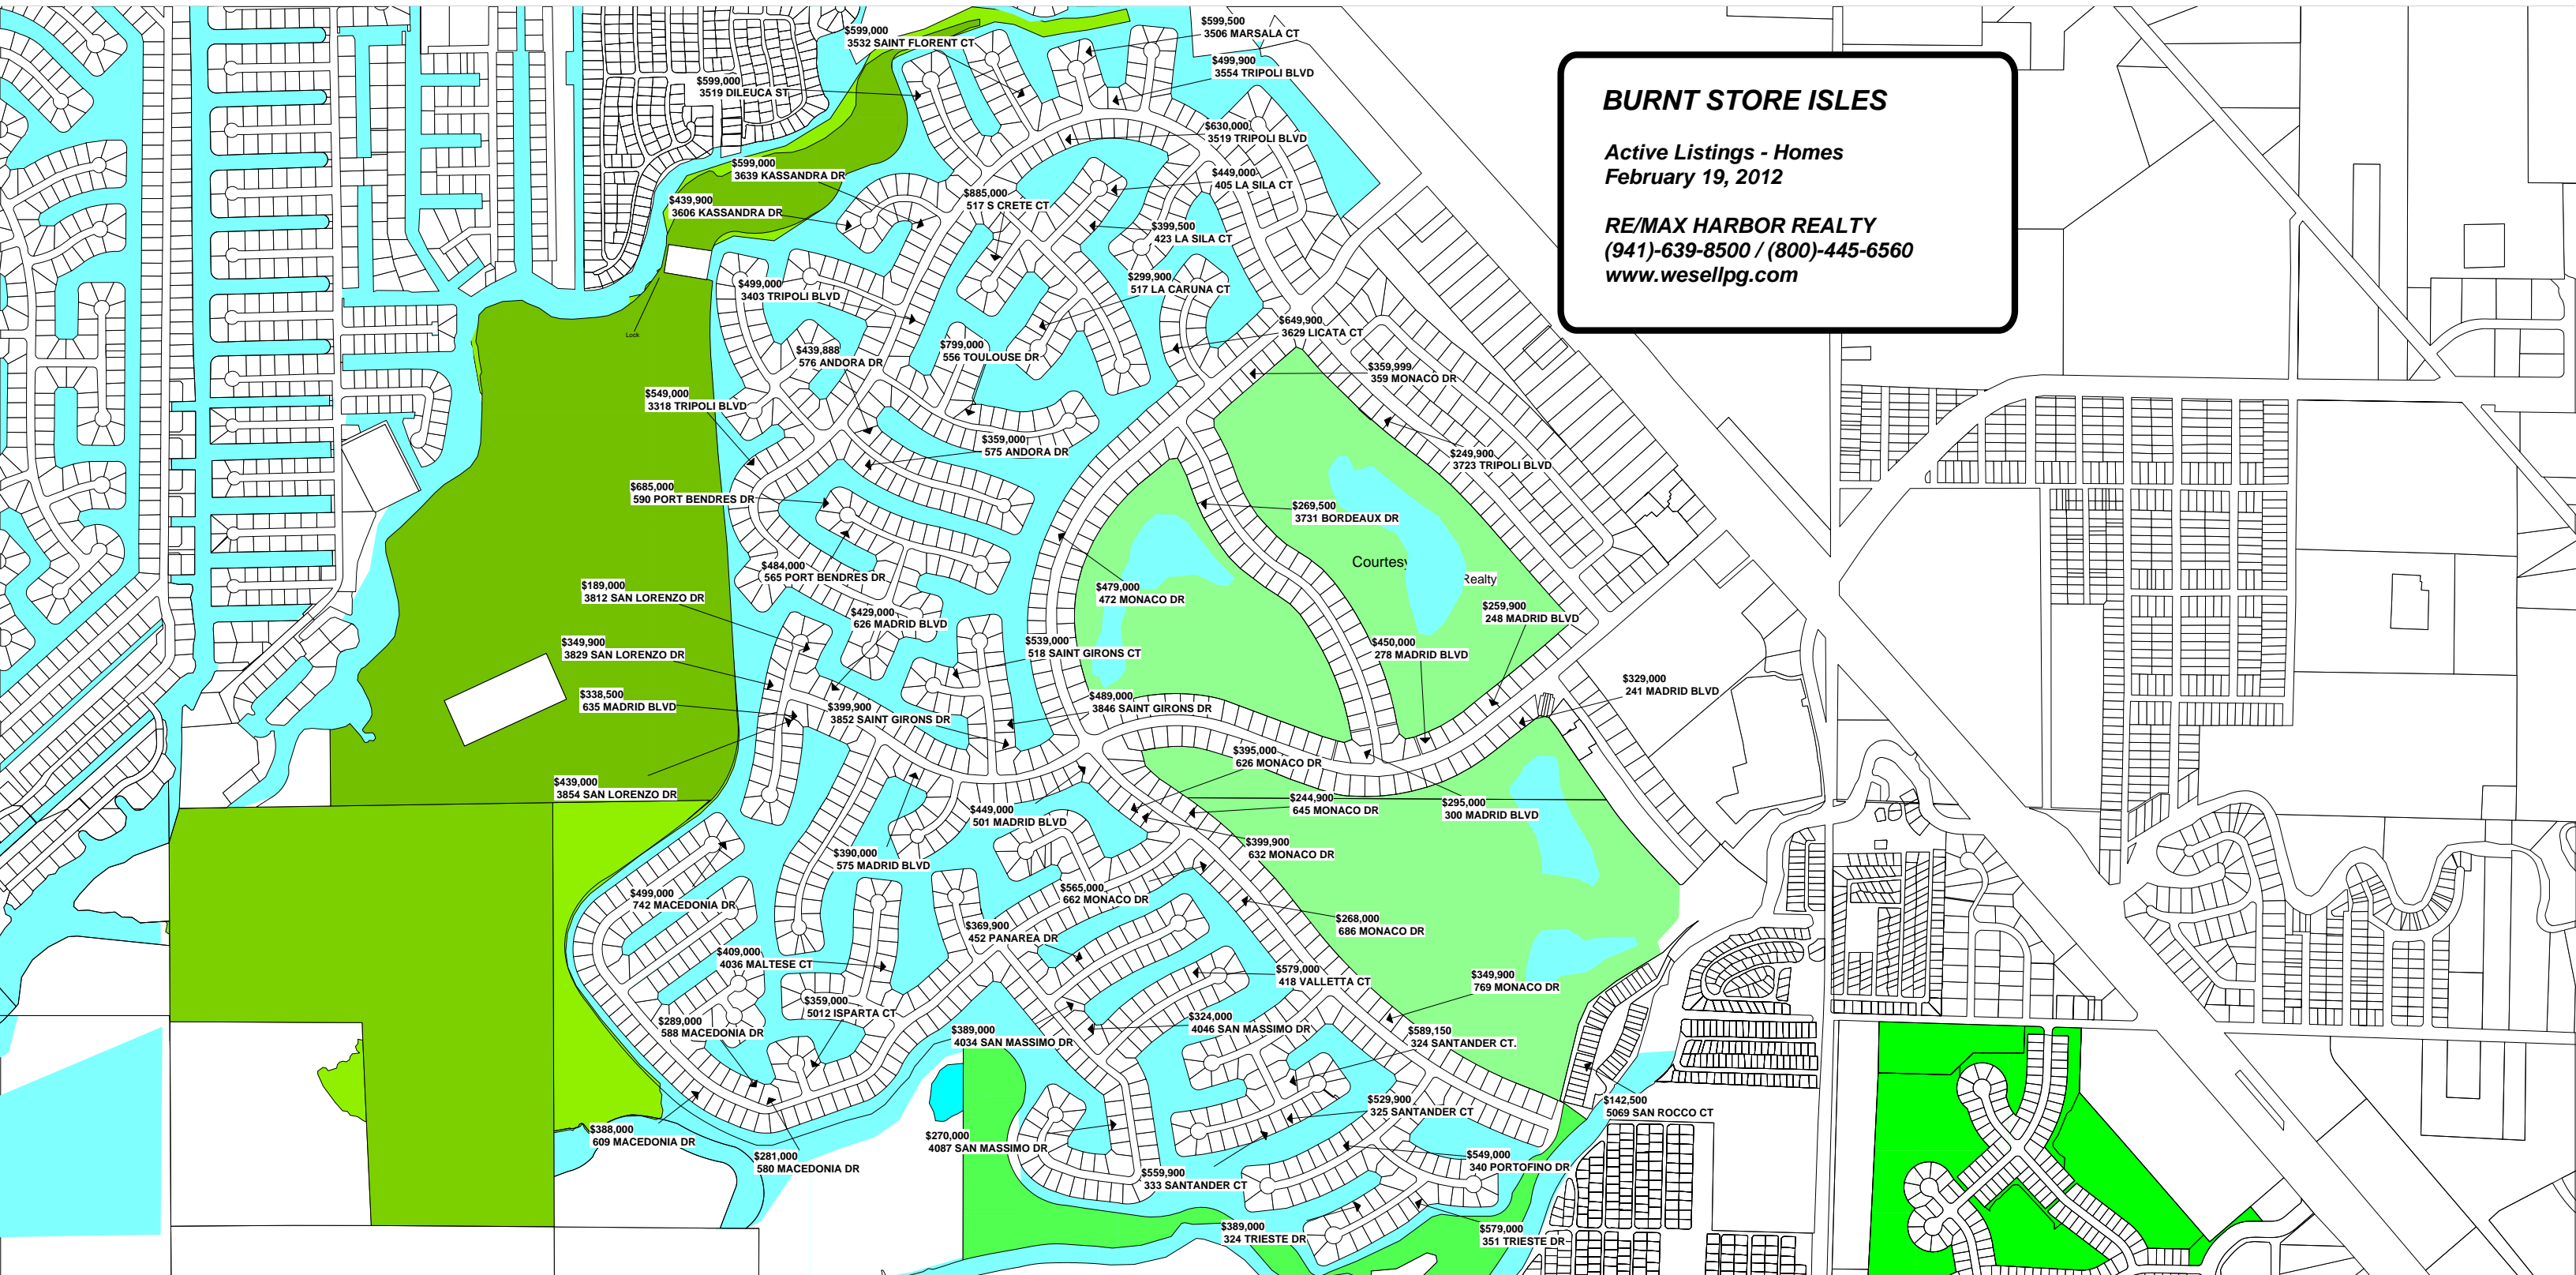 BURNT STORE ISLES
Active Listings - Homes
February 19, 2012
RE/MAX HARBOR REALTY
(941)-639-8500 / (800)-445-6560
www.wesellpg.com
$599,000
3532 SAINT FLORENT CT
$599,500
3506 MARSALA CT
$499,900
3554 TRIPOLI BLVD
$599,000
3519 DILEUCA ST
$630,000
3519 TRIPOLI BLVD
$599,000
3639 KASSANDRA DR
$449,000
405 LA SILA CT
$439,900
3606 KASSANDRA DR
$885,000
517 S CRETE CT
$399,500
423 LA SILA CT
$499,000
3403 TRIPOLI BLVD
$299,900
517 LA CARUNA CT
Lock
$649,900
3629 LICATA CT
$439,888
576 ANDORA DR
$799,000
556 TOULOUSE DR
$359,999
359 MONACO DR
$549,000
3318 TRIPOLI BLVD
$359,000
575 ANDORA DR
$249,900
3723 TRIPOLI BLVD
$685,000
590 PORT BENDRES DR
$269,500
3731 BORDEAUX DR
Courtesy
Realty
$484,000
565 PORT BENDRES DR
$189,000
3812 SAN LORENZO DR
$479,000
472 MONACO DR
$429,000
626 MADRID BLVD
$259,900
248 MADRID BLVD
$349,900
3829 SAN LORENZO DR
$539,000
518 SAINT GIRONS CT
$450,000
278 MADRID BLVD
$338,500
635 MADRID BLVD
$399,900
3852 SAINT GIRONS DR
$489,000
3846 SAINT GIRONS DR
$329,000
241 MADRID BLVD
$395,000
626 MONACO DR
$439,000
3854 SAN LORENZO DR
$449,000
501 MADRID BLVD
$244,900
645 MONACO DR
$295,000
300 MADRID BLVD
$390,000
575 MADRID BLVD
$399,900
632 MONACO DR
$499,000
742 MACEDONIA DR
$565,000
662 MONACO DR
$268,000
686 MONACO DR
$369,900
452 PANAREA DR
$409,000
4036 MALTESE CT
$579,000
418 VALLETTA CT
$349,900
769 MONACO DR
$359,000
5012 ISPARTA CT
$289,000
588 MACEDONIA DR
$389,000
4034 SAN MASSIMO DR
$324,000
4046 SAN MASSIMO DR
$589,150
324 SANTANDER CT.
$529,900
325 SANTANDER CT
$142,500
5069 SAN ROCCO CT
$388,000
609 MACEDONIA DR
$270,000
4087 SAN MASSIMO DR
$281,000
580 MACEDONIA DR
$559,900
333 SANTANDER CT
$549,000
340 PORTOFINO DR
$389,000
324 TRIESTE DR
$579,000
351 TRIESTE DR